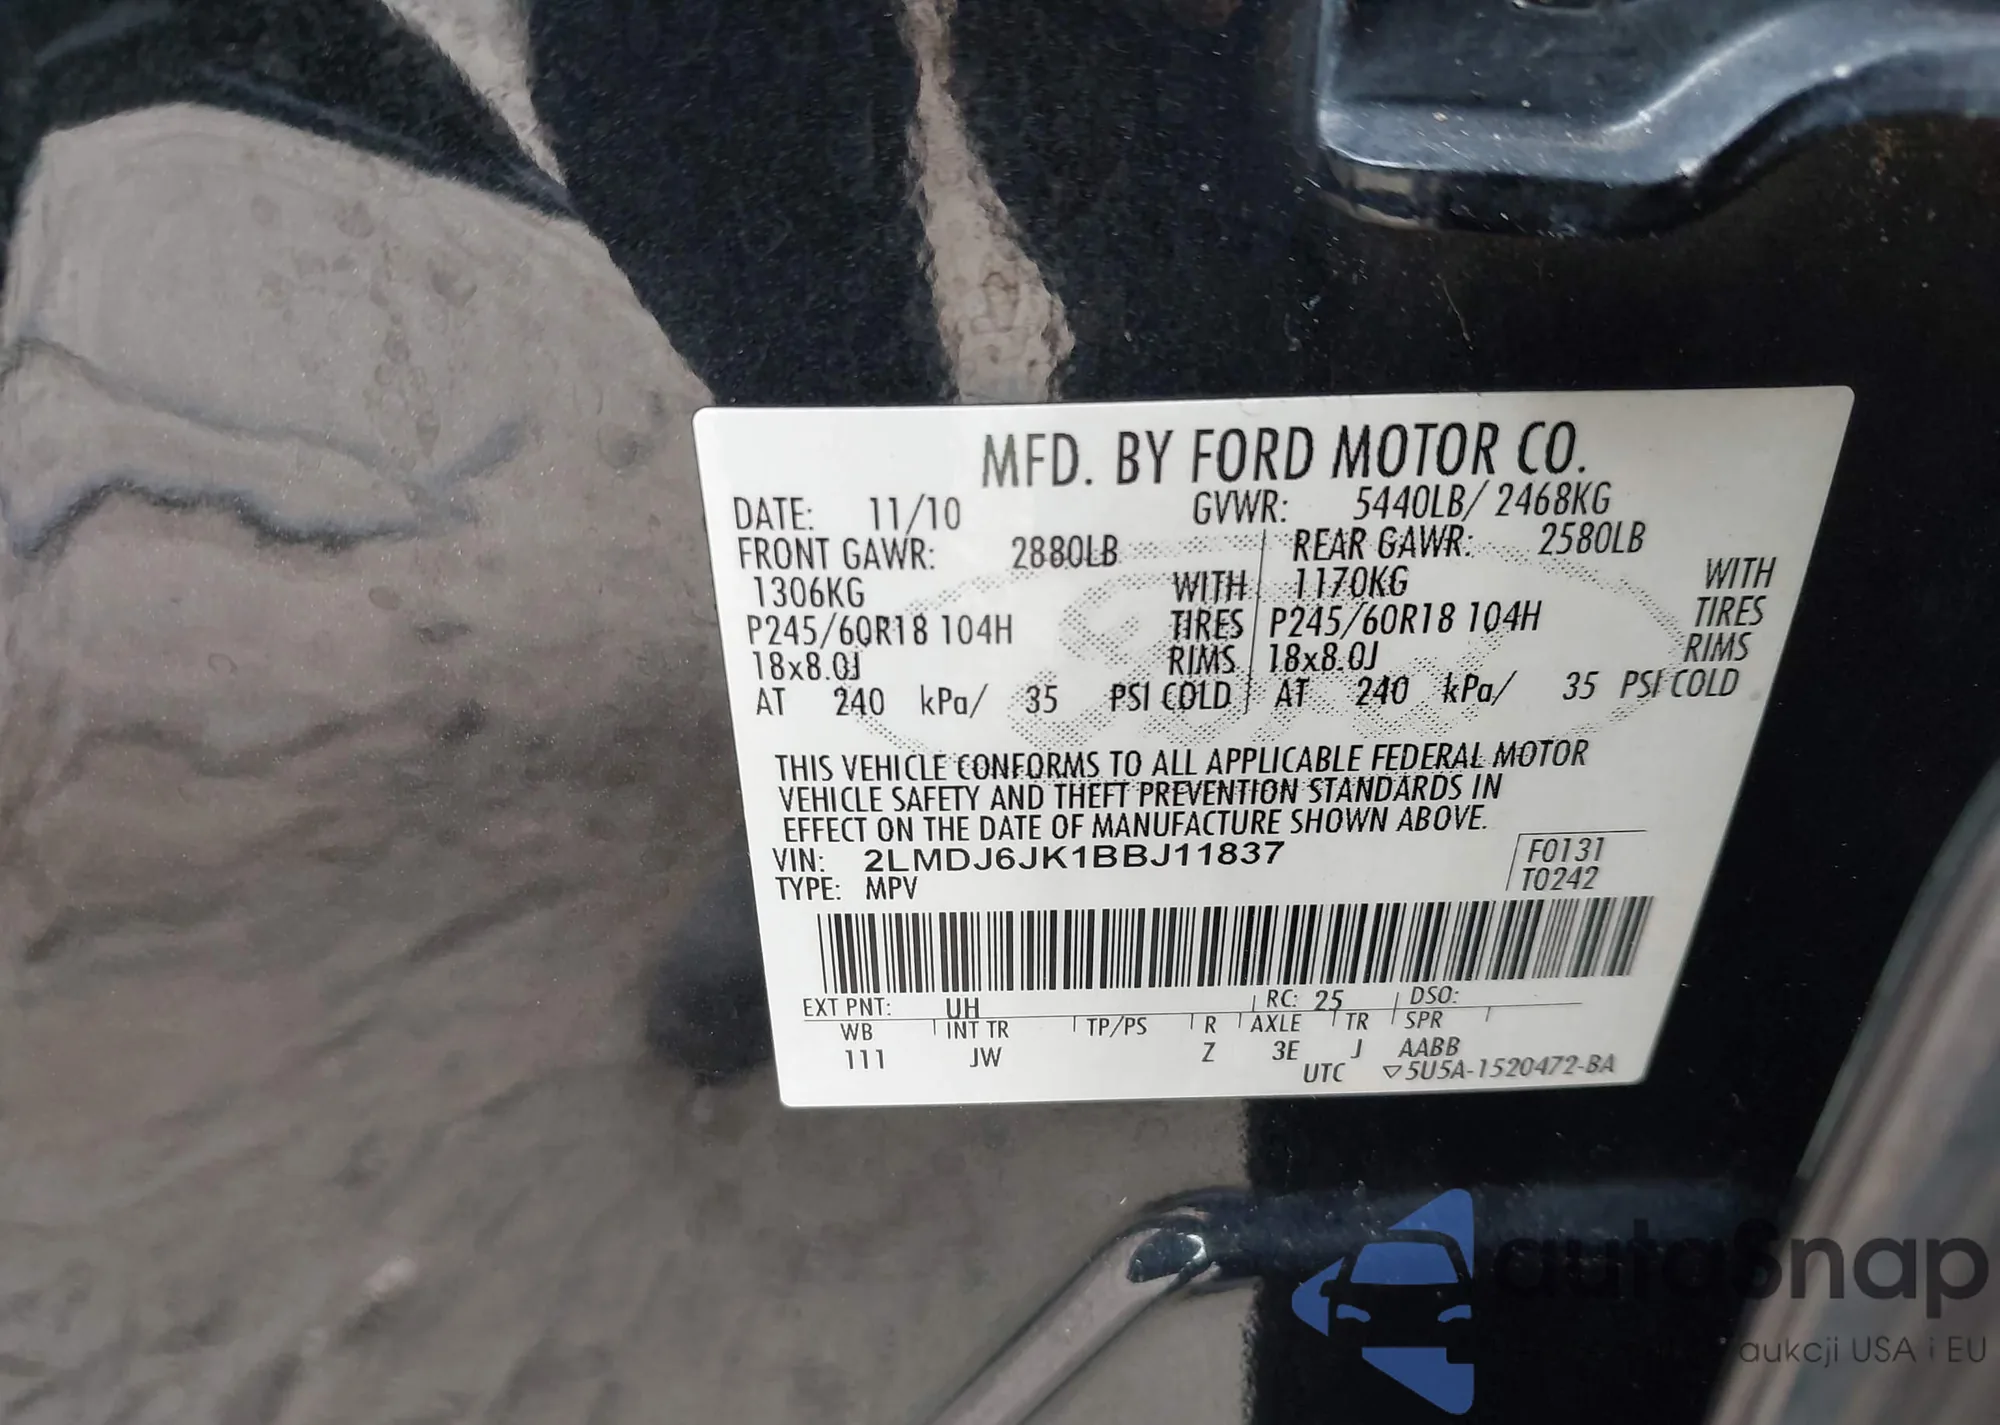 MFD. BY FORD MOTOR CO.
DATE: 11/10 GVWR: 5440LB/ 2468KG
FRONT GAWR: 2880LB REAR GAWR: 2580LB
1306KG WITH 1170KG WITH
P245/60R18 104H TIRES P245/60R18 104H TIRES
18x8.0J RIMS 18x8.0J RIMS
AT 240 kPa/ 35 PSI COLD AT 240 kPa/ 35 PSI COLD
THIS VEHICLE CONFORMS TO ALL APPLICABLE FEDERAL MOTOR
VEHICLE SAFETY AND THEFT PREVENTION STANDARDS IN
EFFECT ON THE DATE OF MANUFACTURE SHOWN ABOVE.
VIN: 2LMDJ6JK1BBJ11837 F0131
TYPE: MPV T0242
EXT PNT: UH RC: 25 DSO:
WB INT TR TP/PS R AXLE TR SPR
111 JW Z 3E J AABB
UTC ▽5U5A-1520472-BA
autoSnap
aukcji USA i EU